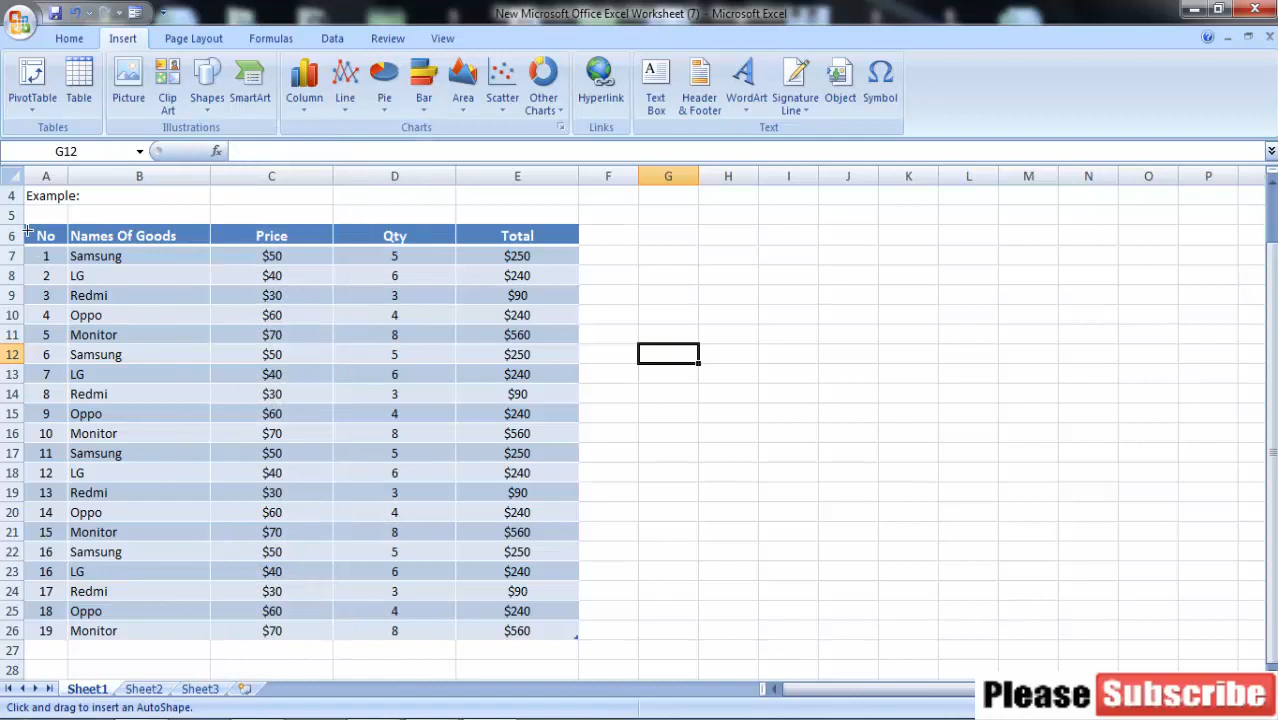 New Microsoft Office Excel Worksheet (7) - Microsoft Excel
Home Insert Page Layout Formulas Data Review View
PivotTable Table Picture Clip Art Shapes SmartArt Column Line Pie Bar Area Scatter Other Charts Hyperlink Text Box Header & Footer WordArt Signature Line Object Symbol
Tables Illustrations Charts Links Text
G12 fx
A B C D E F G H I J K L M N O P
4 Example:
5
6 No Names Of Goods Price Qty Total
7 1 Samsung $50 5 $250
8 2 LG $40 6 $240
9 3 Redmi $30 3 $90
10 4 Oppo $60 4 $240
11 5 Monitor $70 8 $560
12 6 Samsung $50 5 $250
13 7 LG $40 6 $240
14 8 Redmi $30 3 $90
15 9 Oppo $60 4 $240
16 10 Monitor $70 8 $560
17 11 Samsung $50 5 $250
18 12 LG $40 6 $240
19 13 Redmi $30 3 $90
20 14 Oppo $60 4 $240
21 15 Monitor $70 8 $560
22 16 Samsung $50 5 $250
23 16 LG $40 6 $240
24 17 Redmi $30 3 $90
25 18 Oppo $60 4 $240
26 19 Monitor $70 8 $560
27
28
Sheet1 Sheet2 Sheet3
Click and drag to insert an AutoShape.
Please Subscribe